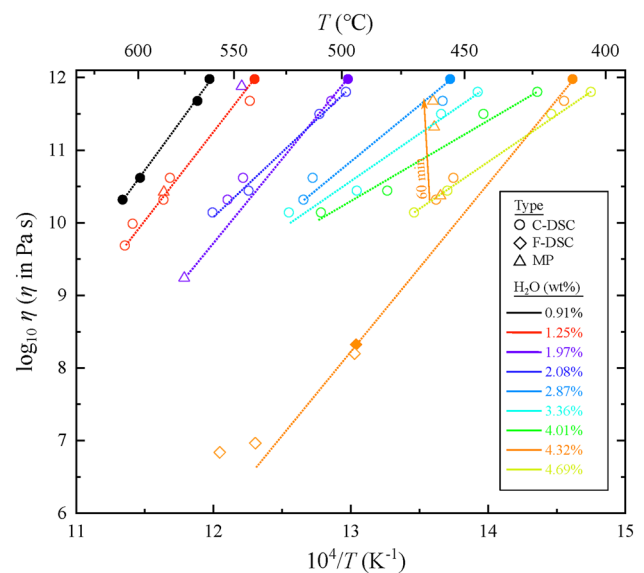 T (°C)
600 550 500 450 400
12
11
10
9
8
7
6
log₁₀ η (η in Pa s)
60 min
Type
C-DSC
F-DSC
MP
H₂O (wt%)
0.91%
1.25%
1.97%
2.08%
2.87%
3.36%
4.01%
4.32%
4.69%
11 12 13 14 15
10⁴/T (K⁻¹)